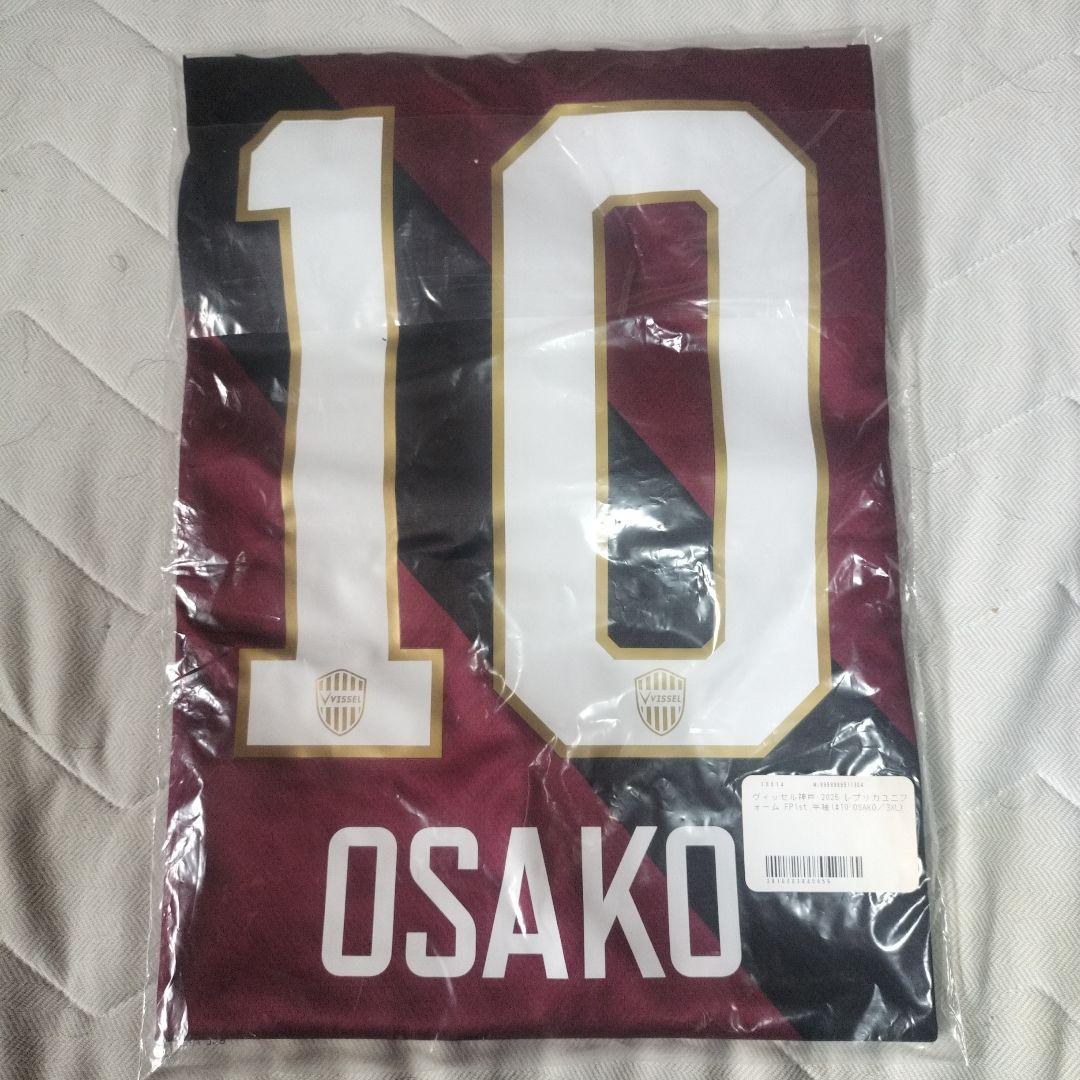 10
VISSEL
VISSEL
OSAKO
ヴィッセル神戸 2025 レプリカユニフ
ォーム FP1st 半袖(#10 OSAKO/3XL)